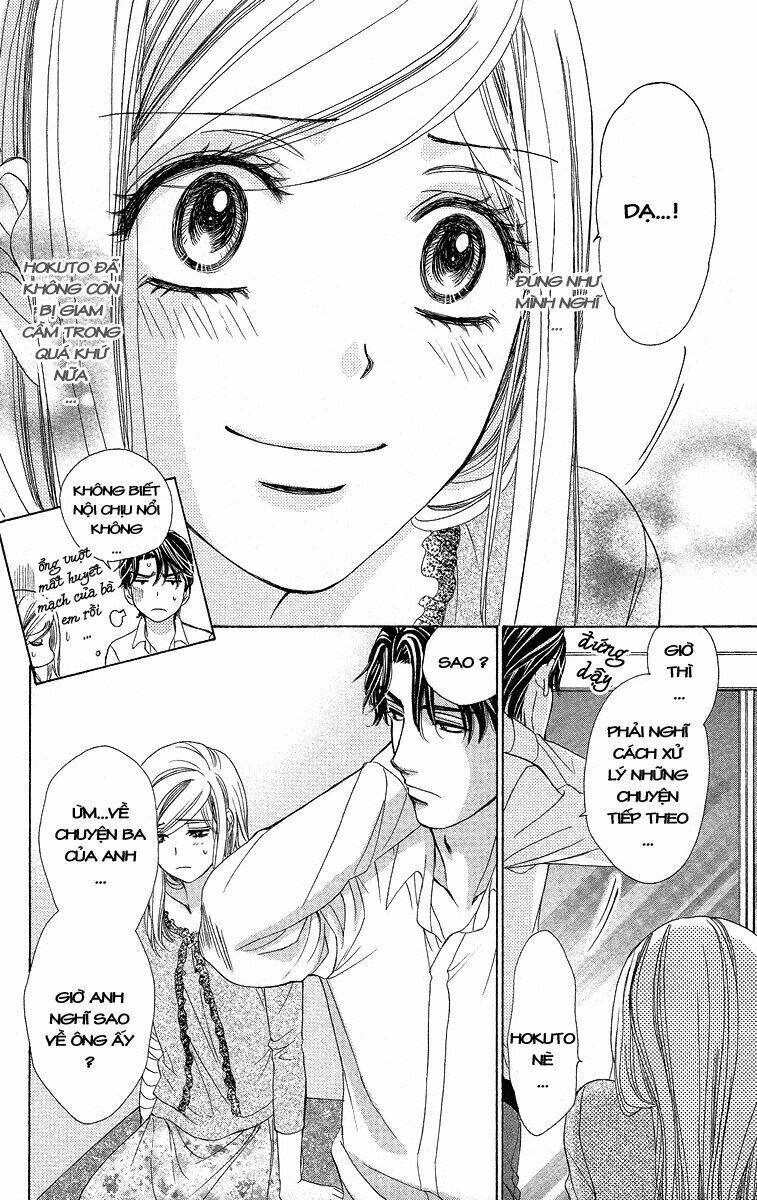 DẠ...!
ĐÚNG NHƯ
MÌNH NGHĨ
...
HOKUTO ĐÃ
KHÔNG CÒN
BỊ GIAM
CẦM TRONG
QUÁ KHỨ
NỮA
...
KHÔNG BIẾT
NỘI CHỊU NỔI
KHÔNG
...
ổng vượt
mất huyết
mạch của bà
em rồi
...
GIỜ
THÌ
...
PHẢI NGHĨ
CÁCH XỬ
LÝ NHỮNG
CHUYỆN
TIẾP THEO
...
đứng
dậy
HOKUTO
NÈ
...
SAO ?
ỪM...VỀ
CHUYỆN BA
CỦA ANH
...
GIỜ ANH
NGHĨ SAO
VỀ ÔNG ẤY
?